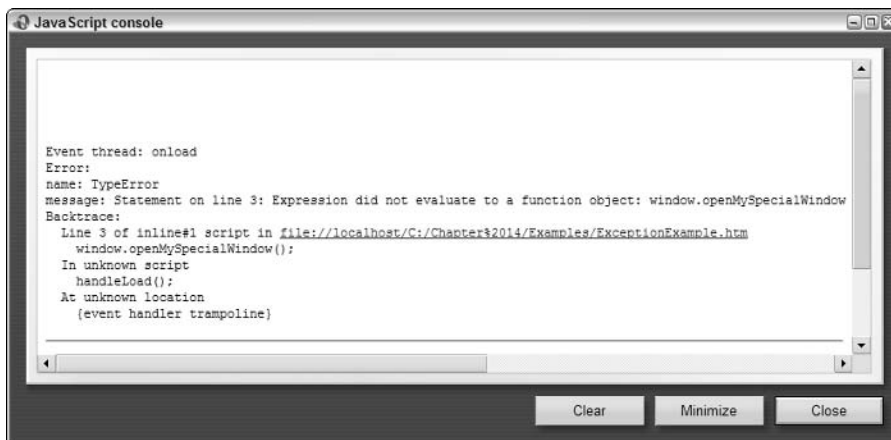 JavaScript console
Event thread: onload
Error:
name: TypeError
message: Statement on line 3: Expression did not evaluate to a function object: window.openMySpecialWindow
Backtrace:
Line 3 of inline#1 script in file://localhost/C:/Chapter%2014/Examples/ExceptionExample.htm
window.openMySpecialWindow();
In unknown script
handleLoad();
At unknown location
{event handler trampoline}
Clear Minimize Close